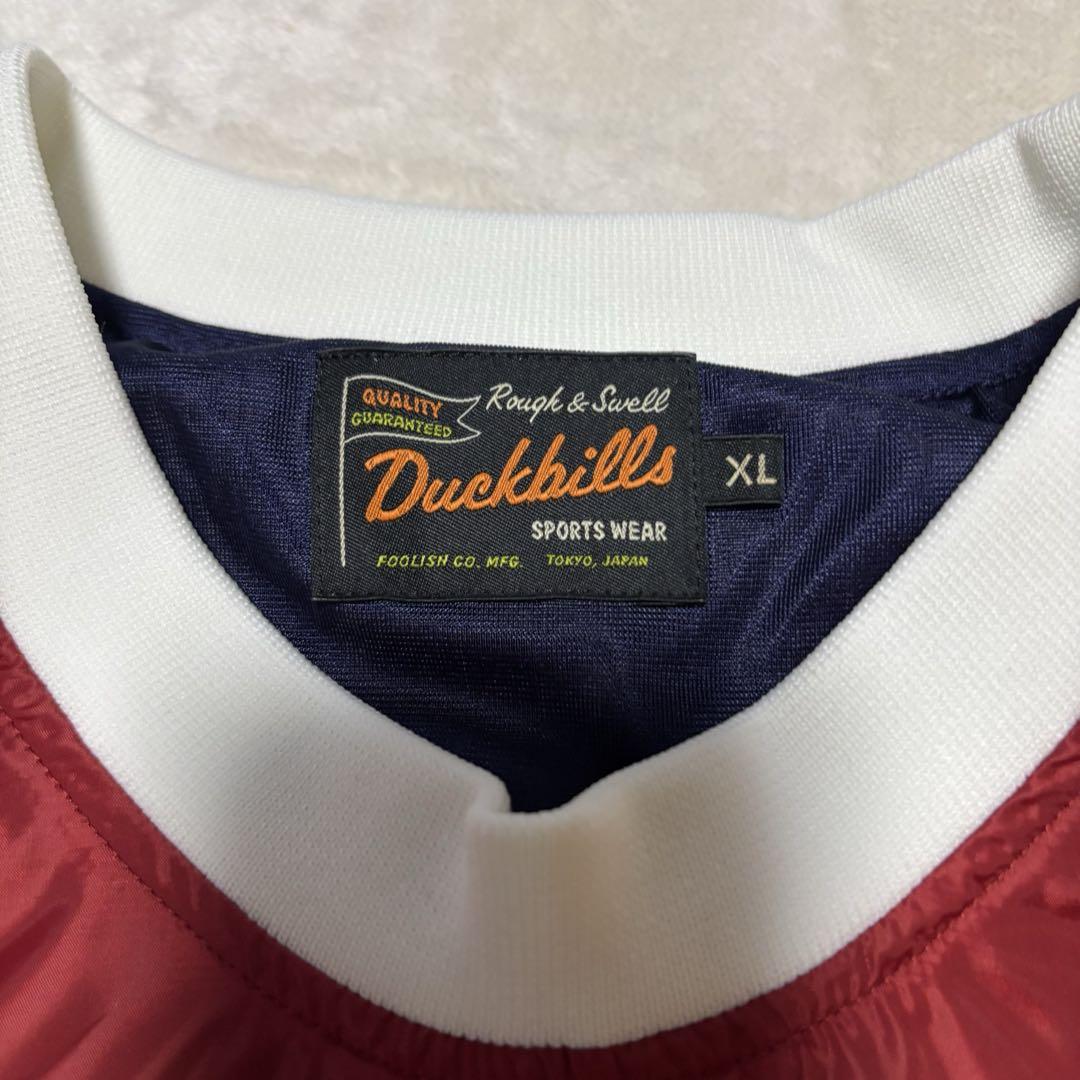 QUALITY
GUARANTEED
Rough & Swell
Duckbills
SPORTS WEAR
FOOLISH CO. MFG. TOKYO, JAPAN
XL